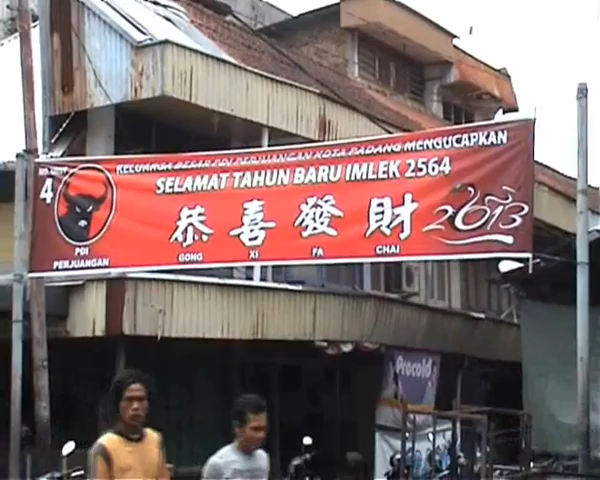 KELUARGA BESAR PDI PERJUANGAN KOTA PADANG MENGUCAPKAN
SELAMAT TAHUN BARU IMLEK 2564
4
恭喜發財
GONG XI FA CHAI
2013
PDI
PERJUANGAN
Procold